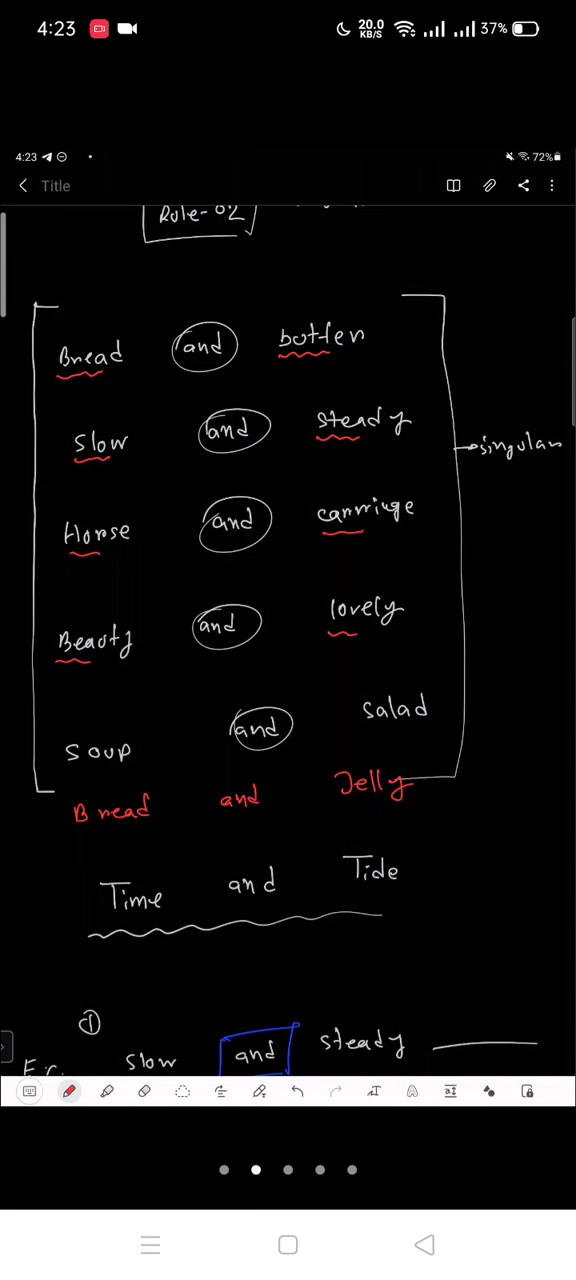 4:23 20.0 KB/S 37%
4:23 72%
Title
Rule-02
Bread and butter
Slow and steady
singular
Horse and carriage
Beauty and lovely
Soup and salad
Bread and Jelly
Time and Tide
①
Ex: slow and steady